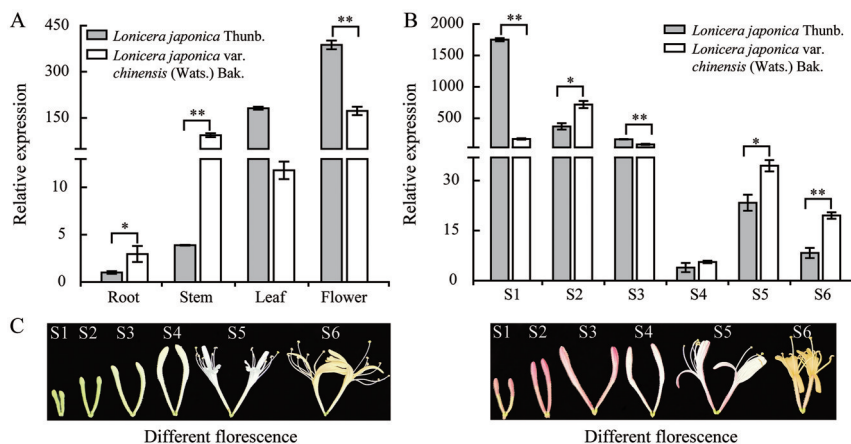 A
Relative expression
450
300
150
10
5
0
Lonicera japonica Thunb.
Lonicera japonica var.
chinensis (Wats.) Bak.
*
**
**
Root Stem Leaf Flower
B
Relative expression
2000
1500
1000
500
30
15
0
Lonicera japonica Thunb.
Lonicera japonica var.
chinensis (Wats.) Bak.
**
*
**
*
**
S1 S2 S3 S4 S5 S6
C
S1 S2 S3 S4 S5 S6
Different florescence
S1 S2 S3 S4 S5 S6
Different florescence